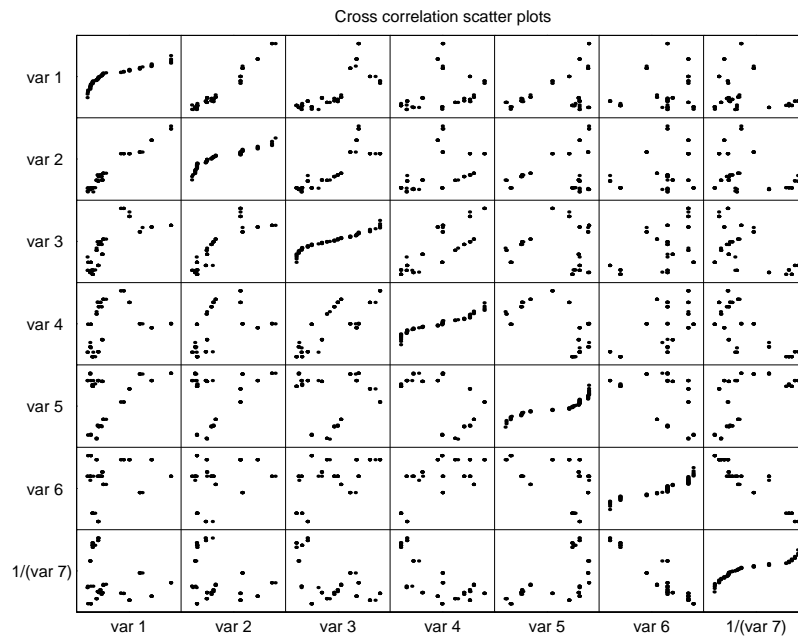 Cross correlation scatter plots
var 1
var 2
var 3
var 4
var 5
var 6
1/(var 7)
var 1 var 2 var 3 var 4 var 5 var 6 1/(var 7)